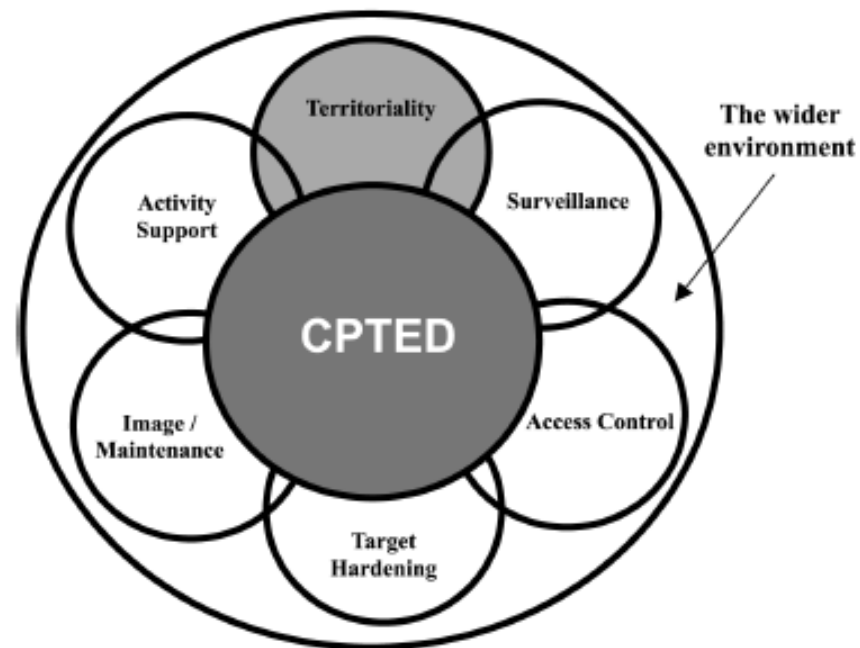 Territoriality
The wider
environment
Activity
Support
Surveillance
CPTED
Image /
Maintenance
Access Control
Target
Hardening